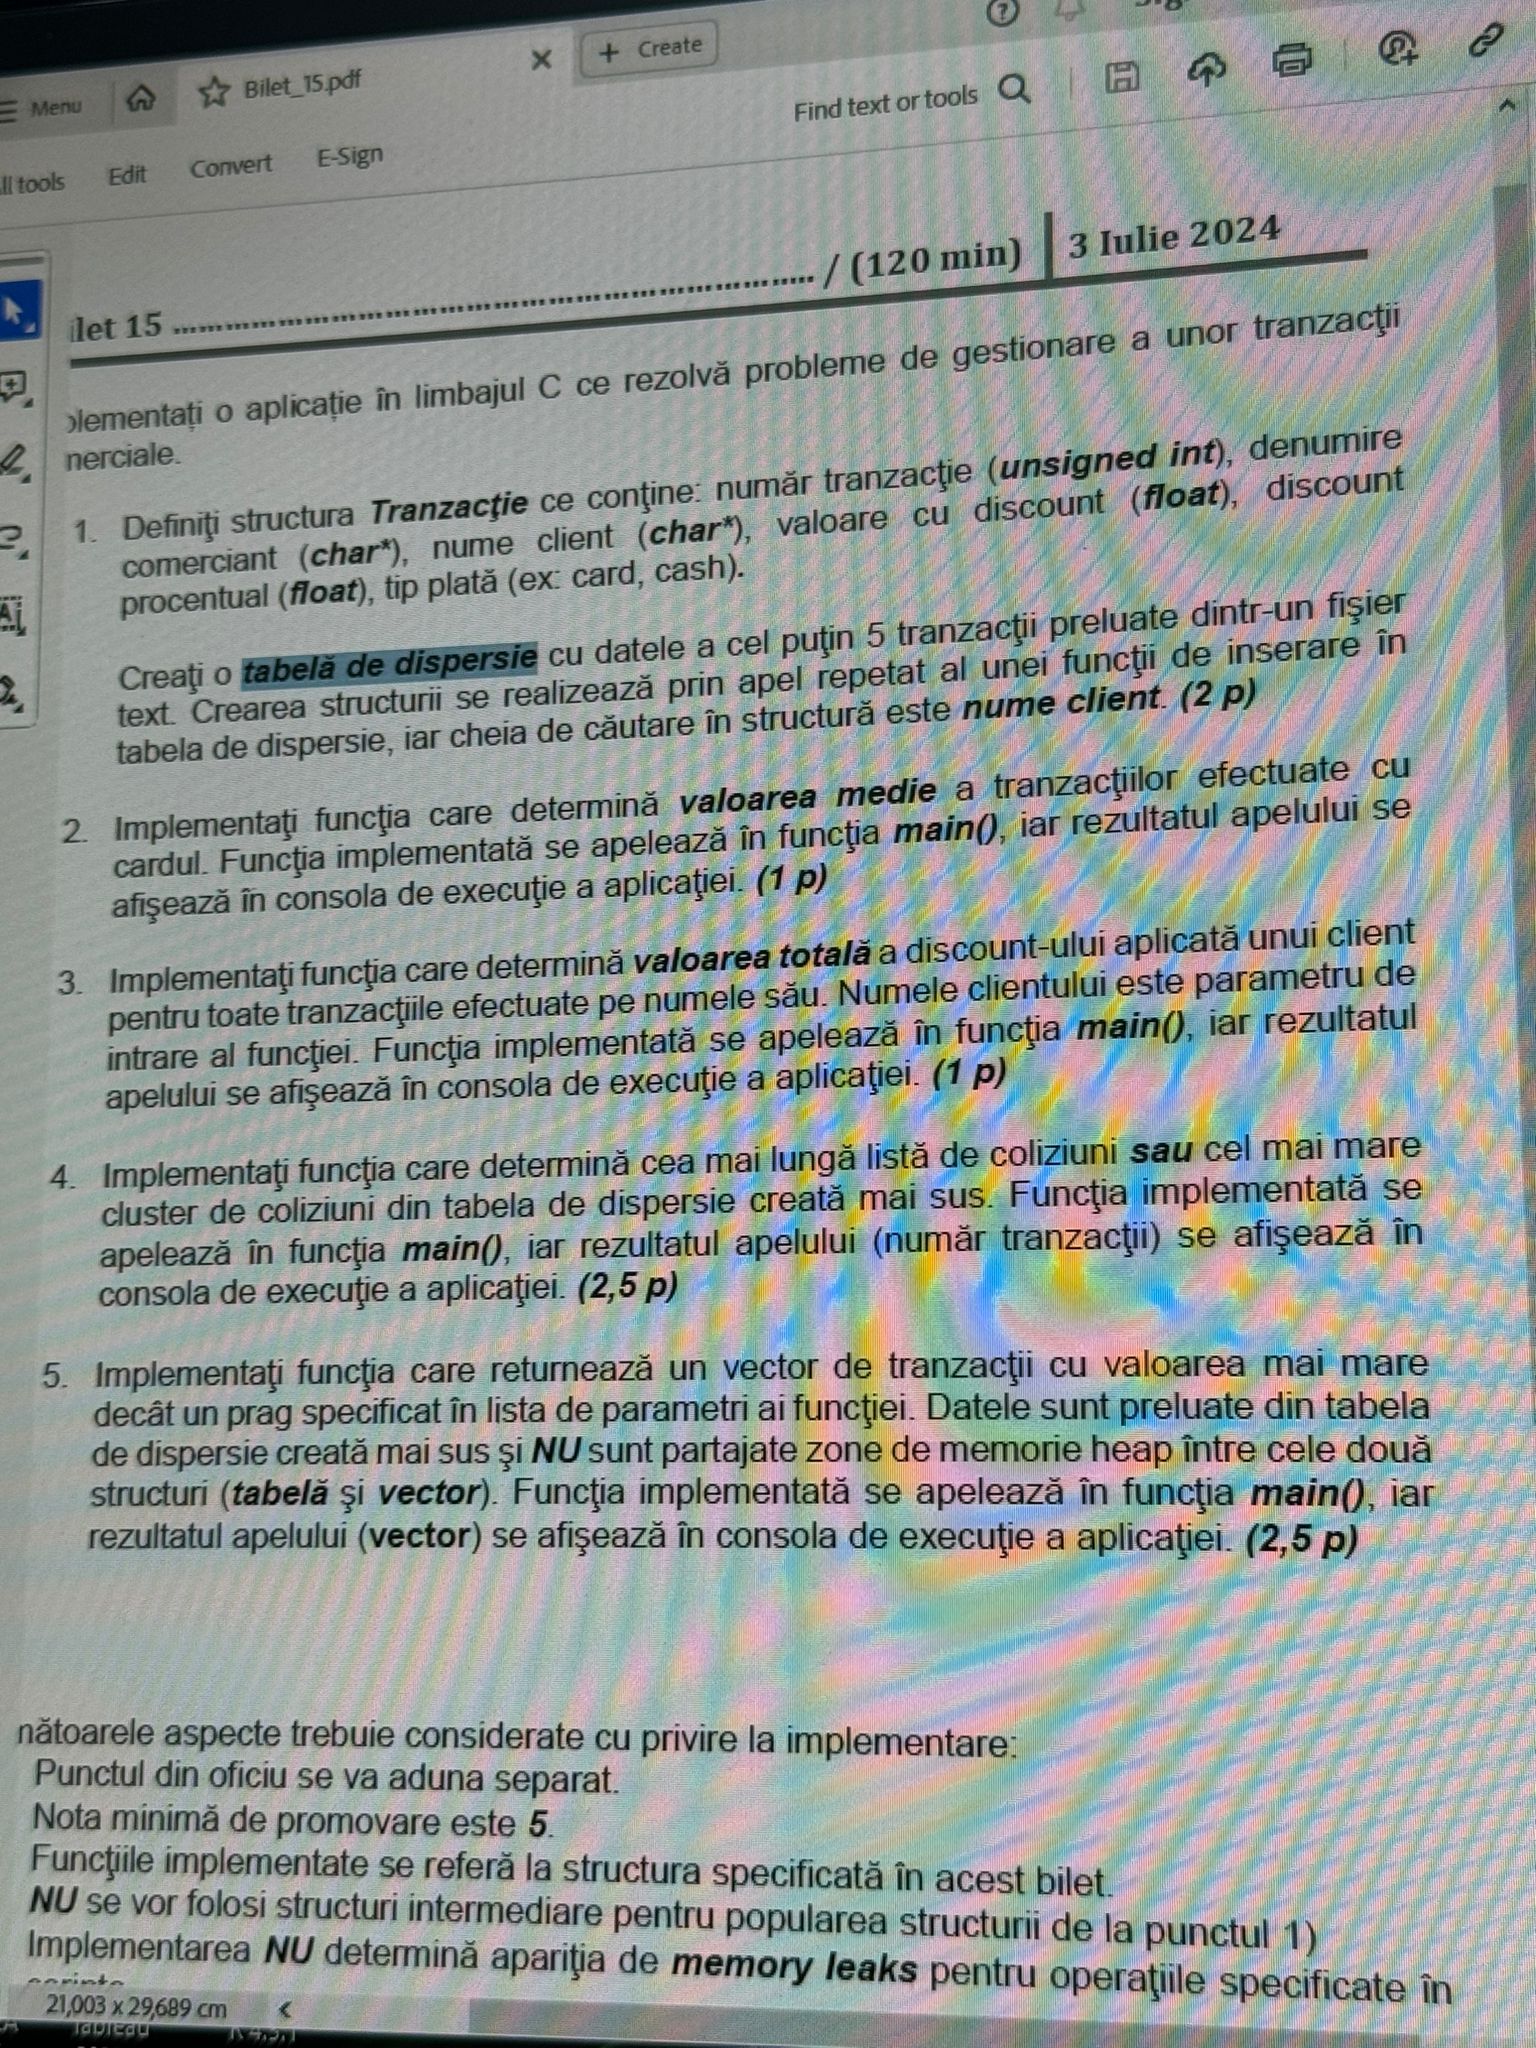 Menu
Bilet_15.pdf
+ Create
tools
Edit
Convert
E-Sign
Find text or tools
let 15 ........................................................................ / (120 min) | 3 Iulie 2024
lementați o aplicație în limbajul C ce rezolvă probleme de gestionare a unor tranzacţii
nerciale.
1. Definiţi structura Tranzacţie ce conţine: număr tranzacţie (unsigned int), denumire
comerciant (char*), nume client (char*), valoare cu discount (float), discount
procentual (float), tip plată (ex: card, cash).
Creaţi o tabelă de dispersie cu datele a cel puţin 5 tranzacţii preluate dintr-un fişier
text. Crearea structurii se realizează prin apel repetat al unei funcţii de inserare în
tabela de dispersie, iar cheia de căutare în structură este nume client. (2 p)
2. Implementaţi funcţia care determină valoarea medie a tranzacţiilor efectuate cu
cardul. Funcţia implementată se apelează în funcţia main(), iar rezultatul apelului se
afişează în consola de execuţie a aplicaţiei. (1 p)
3. Implementaţi funcţia care determină valoarea totală a discount-ului aplicată unui client
pentru toate tranzacţiile efectuate pe numele său. Numele clientului este parametru de
intrare al funcţiei. Funcţia implementată se apelează în funcţia main(), iar rezultatul
apelului se afişează în consola de execuţie a aplicaţiei. (1 p)
4. Implementaţi funcţia care determină cea mai lungă listă de coliziuni sau cel mai mare
cluster de coliziuni din tabela de dispersie creată mai sus. Funcţia implementată se
apelează în funcţia main(), iar rezultatul apelului (număr tranzacţii) se afişează în
consola de execuţie a aplicaţiei. (2,5 p)
5. Implementaţi funcţia care returnează un vector de tranzacţii cu valoarea mai mare
decât un prag specificat în lista de parametri ai funcţiei. Datele sunt preluate din tabela
de dispersie creată mai sus şi NU sunt partajate zone de memorie heap între cele două
structuri (tabelă şi vector). Funcţia implementată se apelează în funcţia main(), iar
rezultatul apelului (vector) se afişează în consola de execuţie a aplicaţiei. (2,5 p)
nătoarele aspecte trebuie considerate cu privire la implementare:
Punctul din oficiu se va aduna separat.
Nota minimă de promovare este 5.
Funcţiile implementate se referă la structura specificată în acest bilet.
NU se vor folosi structuri intermediare pentru popularea structurii de la punctul 1)
Implementarea NU determină apariţia de memory leaks pentru operaţiile specificate în
21,003 x 29,689 cm